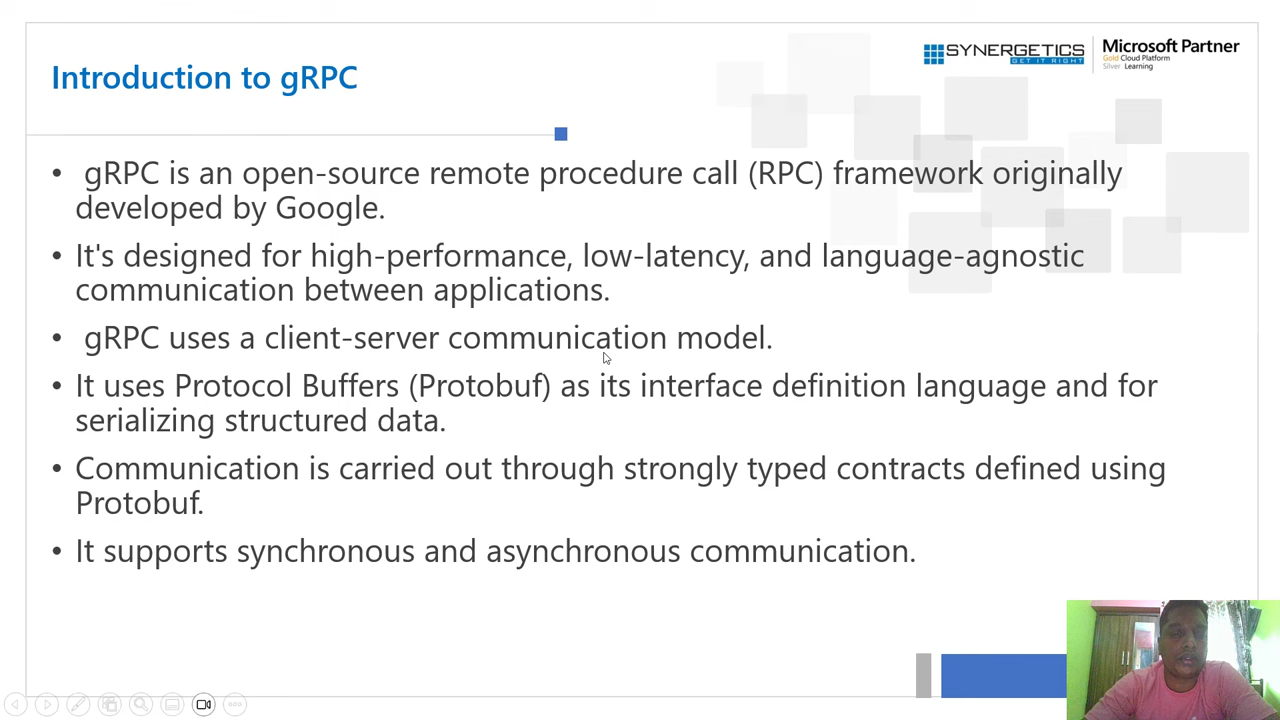 Introduction to gRPC
SYNERGETICS
GET IT RIGHT
Microsoft Partner
Gold Cloud Platform
Silver Learning
• gRPC is an open-source remote procedure call (RPC) framework originally
developed by Google.
• It's designed for high-performance, low-latency, and language-agnostic
communication between applications.
• gRPC uses a client-server communication model.
• It uses Protocol Buffers (Protobuf) as its interface definition language and for
serializing structured data.
• Communication is carried out through strongly typed contracts defined using
Protobuf.
• It supports synchronous and asynchronous communication.